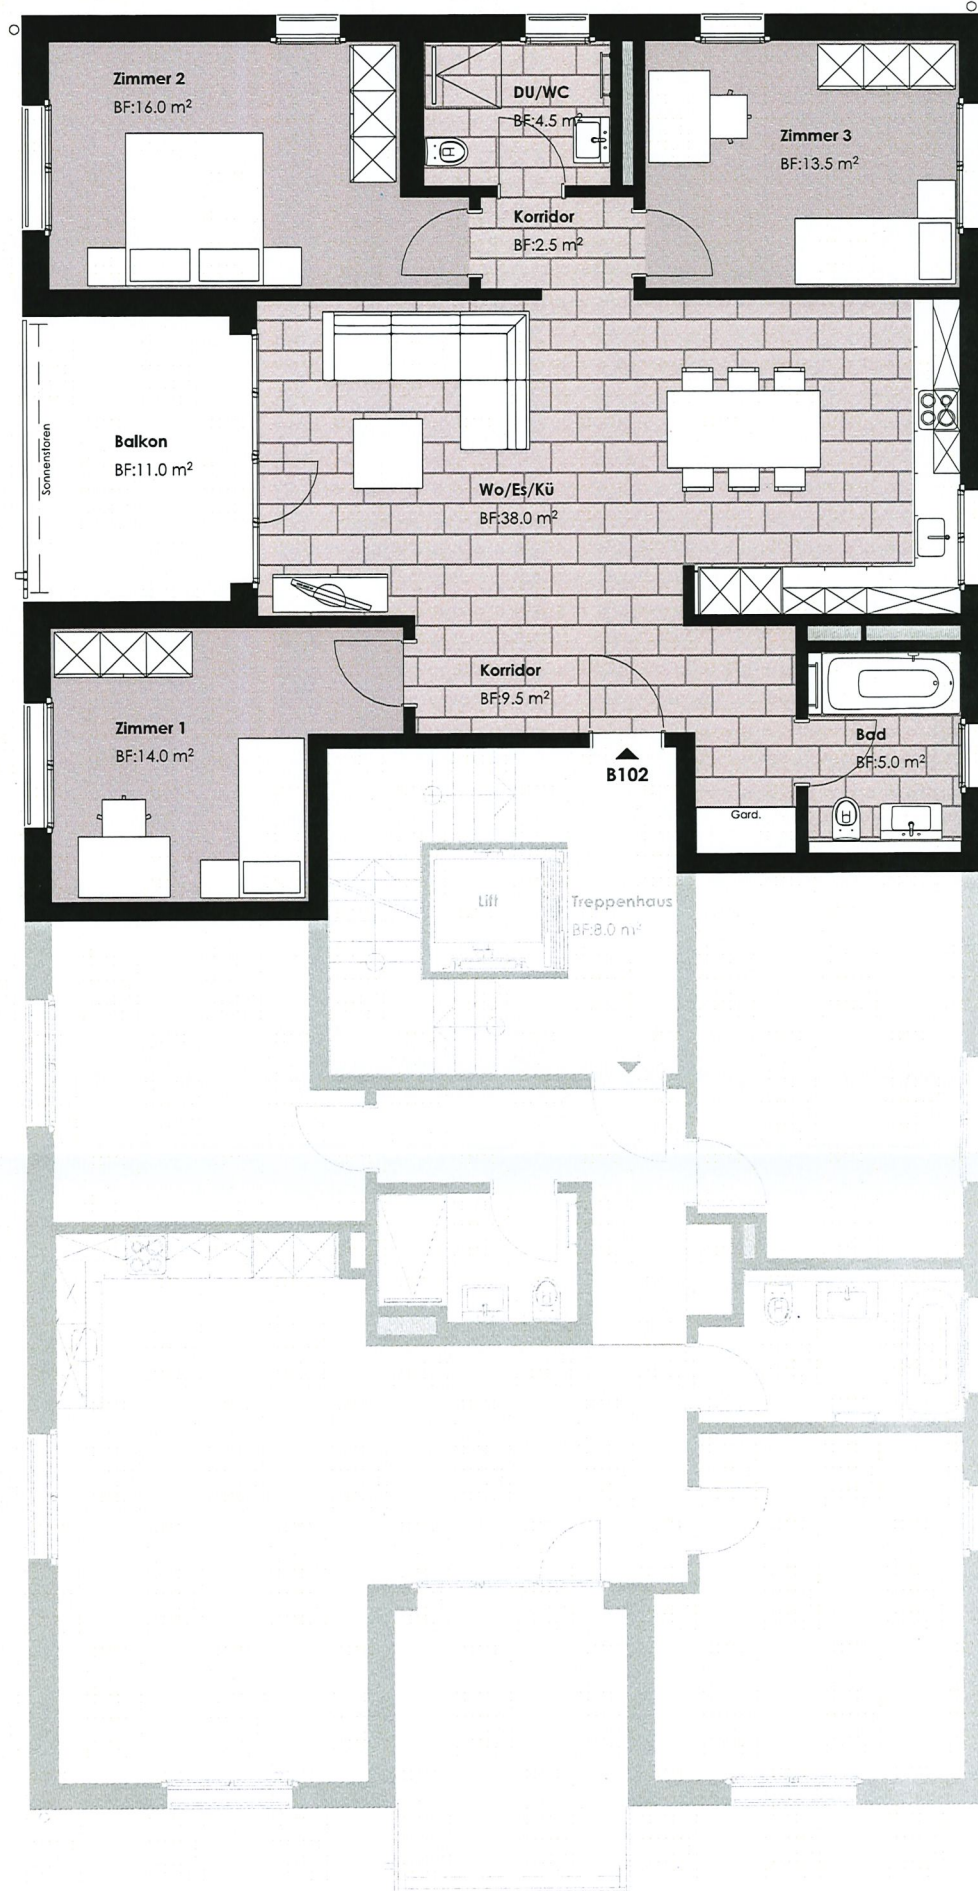 Zimmer 2
BF:16.0 m²
DU/WC
BF:4.5 m²
Zimmer 3
BF:13.5 m²
Korridor
BF:2.5 m²
Sonnenstoren
Balkon
BF:11.0 m²
Wo/Es/Kü
BF:38.0 m²
Zimmer 1
BF:14.0 m²
Korridor
BF:9.5 m²
Bad
BF:5.0 m²
B102
Gard.
Lift
Treppenhaus
BF:8.0 m²